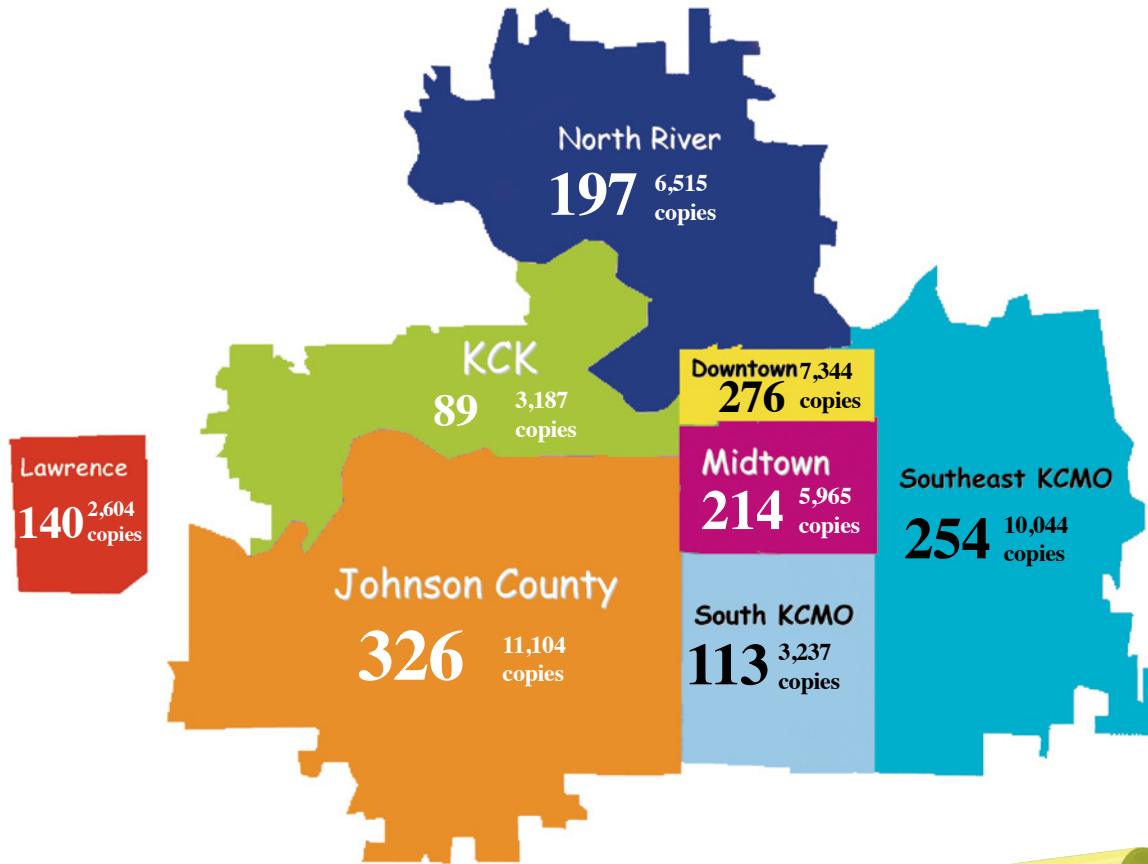 North River
197 6,515
copies
KCK
89 3,187
copies
Downtown 7,344
276 copies
Lawrence
140 2,604
copies
Midtown
214 5,965
copies
Southeast KCMO
254 10,044
copies
Johnson County
326 11,104
copies
South KCMO
113 3,237
copies